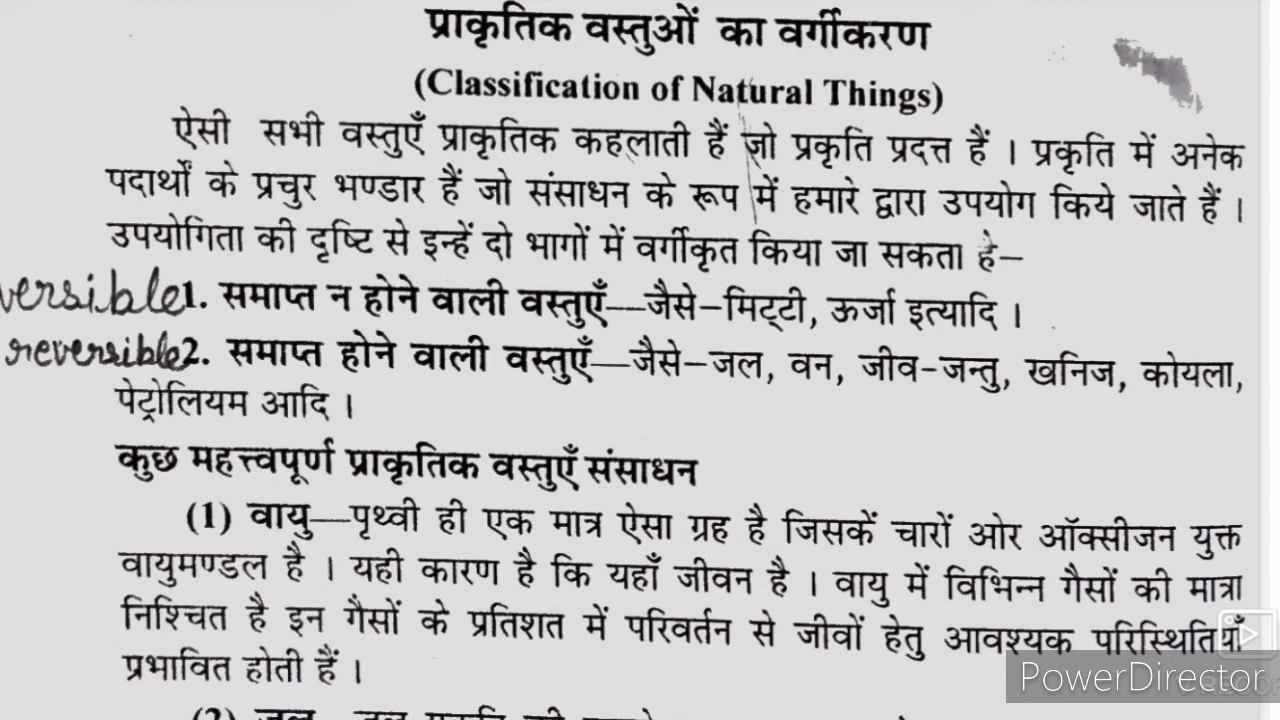 प्राकृतिक वस्तुओं का वर्गीकरण
(Classification of Natural Things)
ऐसी सभी वस्तुएँ प्राकृतिक कहलाती हैं जो प्रकृति प्रदत्त हैं । प्रकृति में अनेक
पदार्थों के प्रचुर भण्डार हैं जो संसाधन के रूप में हमारे द्वारा उपयोग किये जाते हैं ।
उपयोगिता की दृष्टि से इन्हें दो भागों में वर्गीकृत किया जा सकता है–
versible 1. समाप्त न होने वाली वस्तुएँ—जैसे–मिट्टी, ऊर्जा इत्यादि ।
reversible 2. समाप्त होने वाली वस्तुएँ—जैसे–जल, वन, जीव-जन्तु, खनिज, कोयला,
पेट्रोलियम आदि ।
कुछ महत्त्वपूर्ण प्राकृतिक वस्तुएँ संसाधन
(1) वायु—पृथ्वी ही एक मात्र ऐसा ग्रह है जिसकें चारों ओर ऑक्सीजन युक्त
वायुमण्डल है । यही कारण है कि यहाँ जीवन है । वायु में विभिन्न गैसों की मात्रा
निश्चित है इन गैसों के प्रतिशत में परिवर्तन से जीवों हेतु आवश्यक परिस्थितियाँ
प्रभावित होती हैं ।
PowerDirector